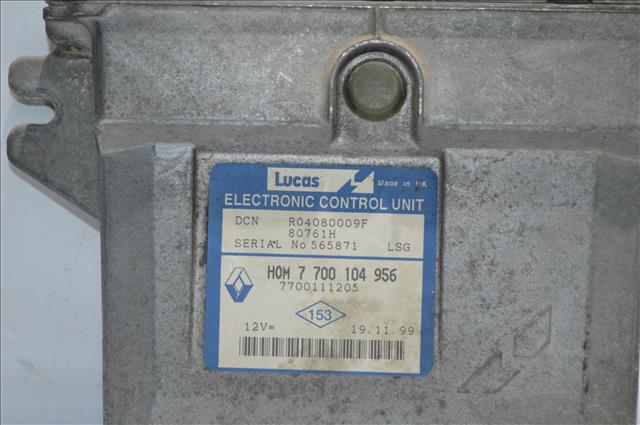 Lucas Made in UK
ELECTRONIC CONTROL UNIT
DCN R04080009F
80761H
SERIAL No 565871 LSG
HOM 7 700 104 956
7700111205
153
12V= 19.11.99